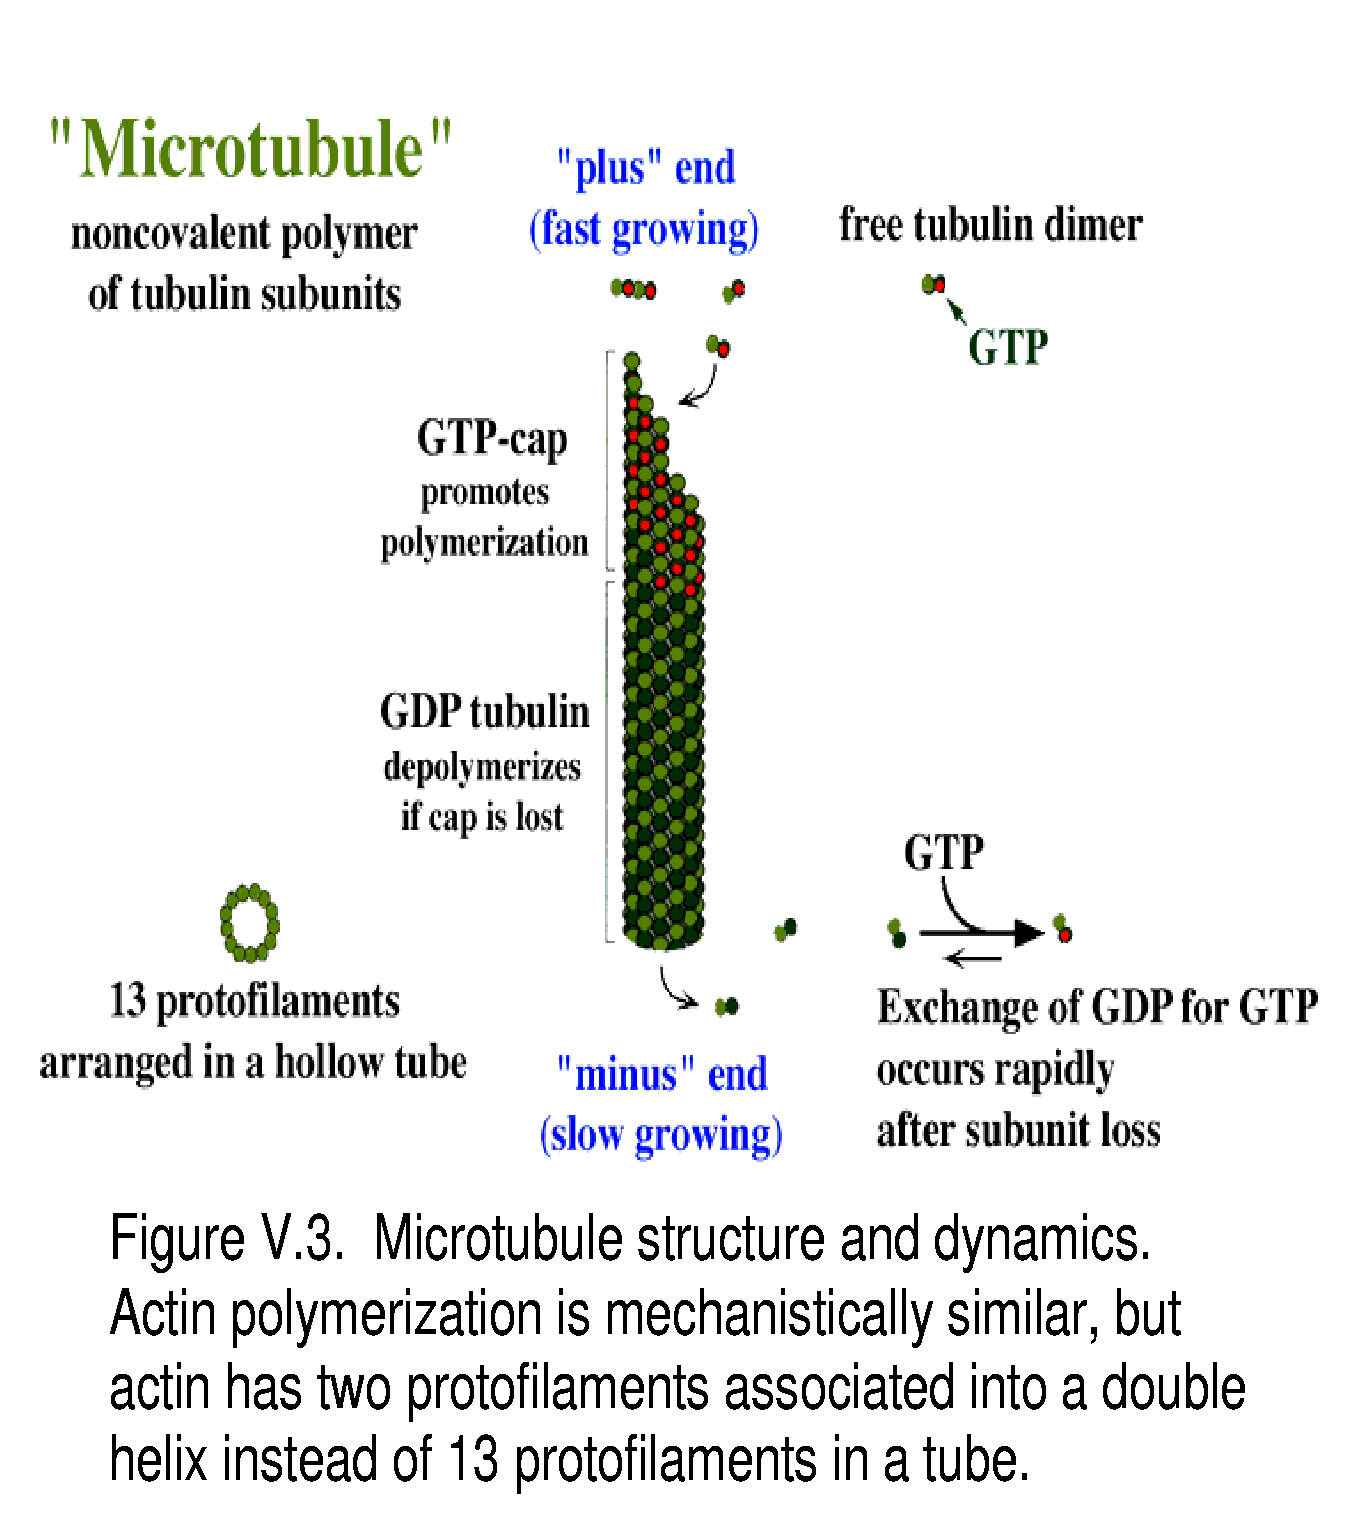 "Microtubule"
noncovalent polymer
of tubulin subunits
"plus" end
(fast growing)
free tubulin dimer
GTP
GTP-cap
promotes
polymerization
GDP tubulin
depolymerizes
if cap is lost
13 protofilaments
arranged in a hollow tube
"minus" end
(slow growing)
GTP
Exchange of GDP for GTP
occurs rapidly
after subunit loss
Figure V.3.  Microtubule structure and dynamics.
Actin polymerization is mechanistically similar, but
actin has two protofilaments associated into a double
helix instead of 13 protofilaments in a tube.